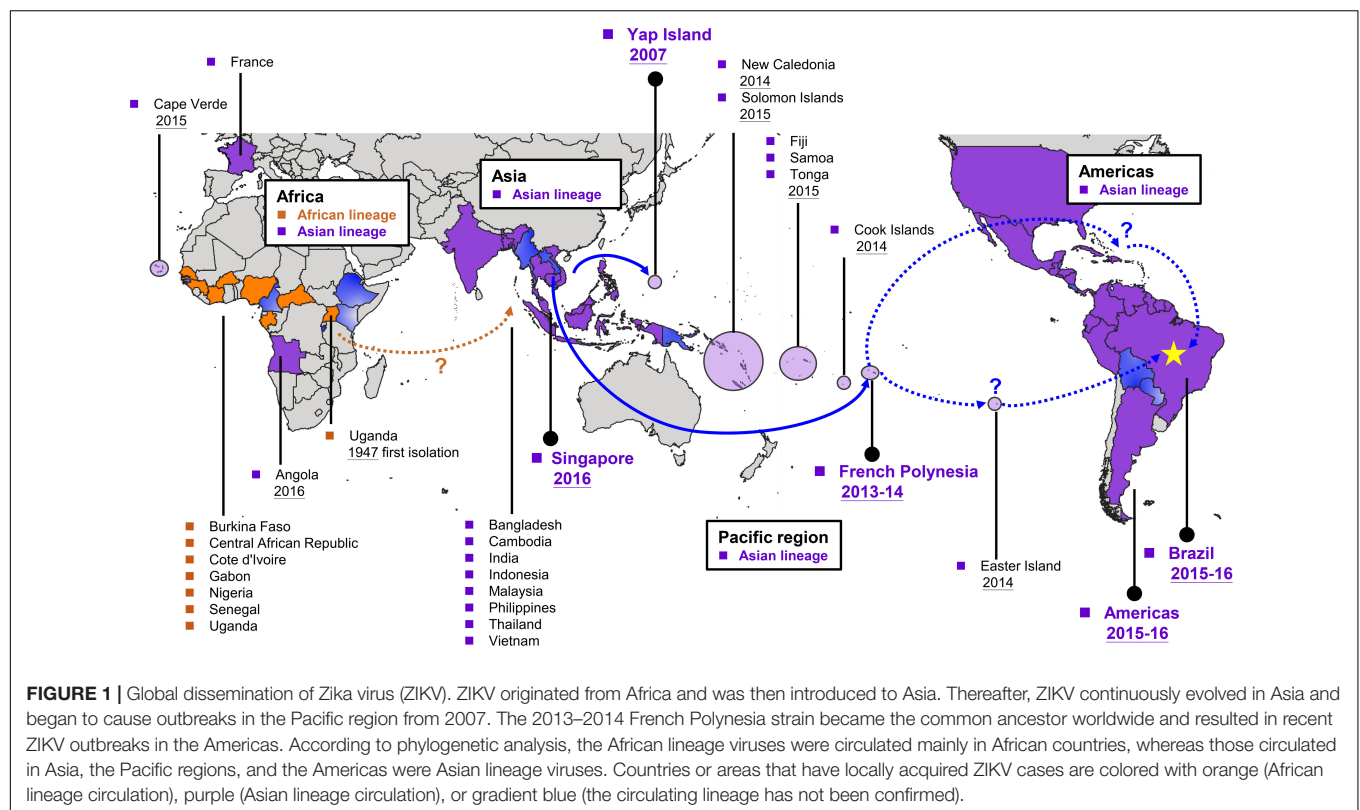 Yap Island
2007
France
Cape Verde
2015
New Caledonia
2014
Solomon Islands
2015
Fiji
Samoa
Tonga
2015
Cook Islands
2014
Africa
African lineage
Asian lineage
Asia
Asian lineage
Americas
Asian lineage
?
?
?
Uganda
1947 first isolation
Angola
2016
Singapore
2016
French Polynesia
2013-14
Burkina Faso
Central African Republic
Cote d'Ivoire
Gabon
Nigeria
Senegal
Uganda
Bangladesh
Cambodia
India
Indonesia
Malaysia
Philippines
Thailand
Vietnam
Pacific region
Asian lineage
Easter Island
2014
Brazil
2015-16
Americas
2015-16
FIGURE 1 | Global dissemination of Zika virus (ZIKV). ZIKV originated from Africa and was then introduced to Asia. Thereafter, ZIKV continuously evolved in Asia and
began to cause outbreaks in the Pacific region from 2007. The 2013–2014 French Polynesia strain became the common ancestor worldwide and resulted in recent
ZIKV outbreaks in the Americas. According to phylogenetic analysis, the African lineage viruses were circulated mainly in African countries, whereas those circulated
in Asia, the Pacific regions, and the Americas were Asian lineage viruses. Countries or areas that have locally acquired ZIKV cases are colored with orange (African
lineage circulation), purple (Asian lineage circulation), or gradient blue (the circulating lineage has not been confirmed).